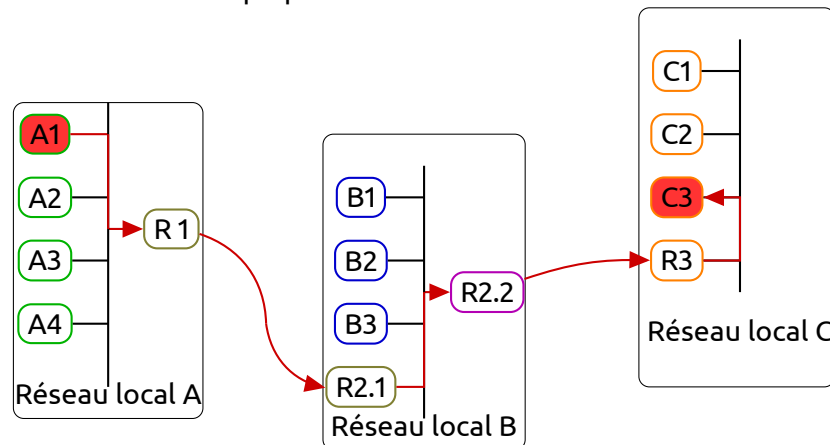 A1
A2
A3
A4
R 1
Réseau local A
B1
B2
B3
R2.1
R2.2
Réseau local B
C1
C2
C3
R3
Réseau local C